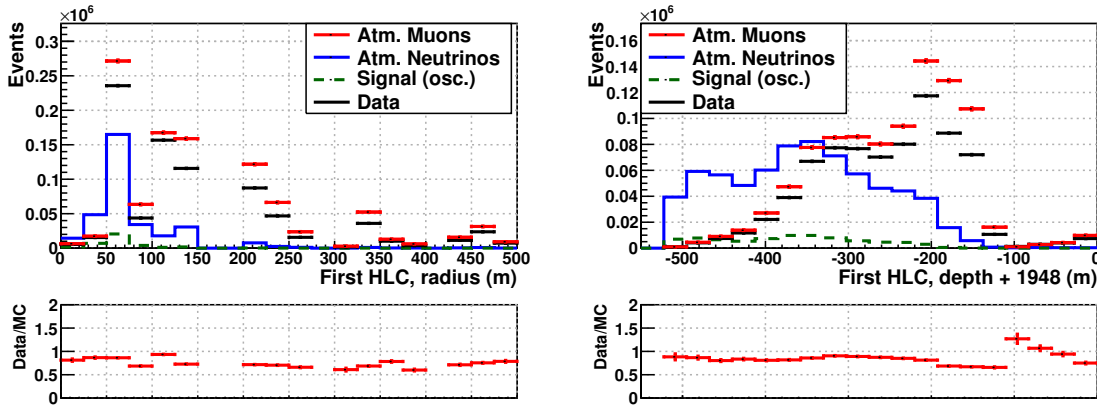 ×10^6
Events
0.3
0.25
0.2
0.15
0.1
0.05
0
Atm. Muons
Atm. Neutrinos
Signal (osc.)
Data
0 50 100 150 200 250 300 350 400 450 500
First HLC, radius (m)
Data/MC
2
1.5
1
0.5
0
×10^6
Events
0.16
0.14
0.12
0.1
0.08
0.06
0.04
0.02
0
Atm. Muons
Atm. Neutrinos
Signal (osc.)
Data
-500 -400 -300 -200 -100 0
First HLC, depth + 1948 (m)
Data/MC
2
1.5
1
0.5
0